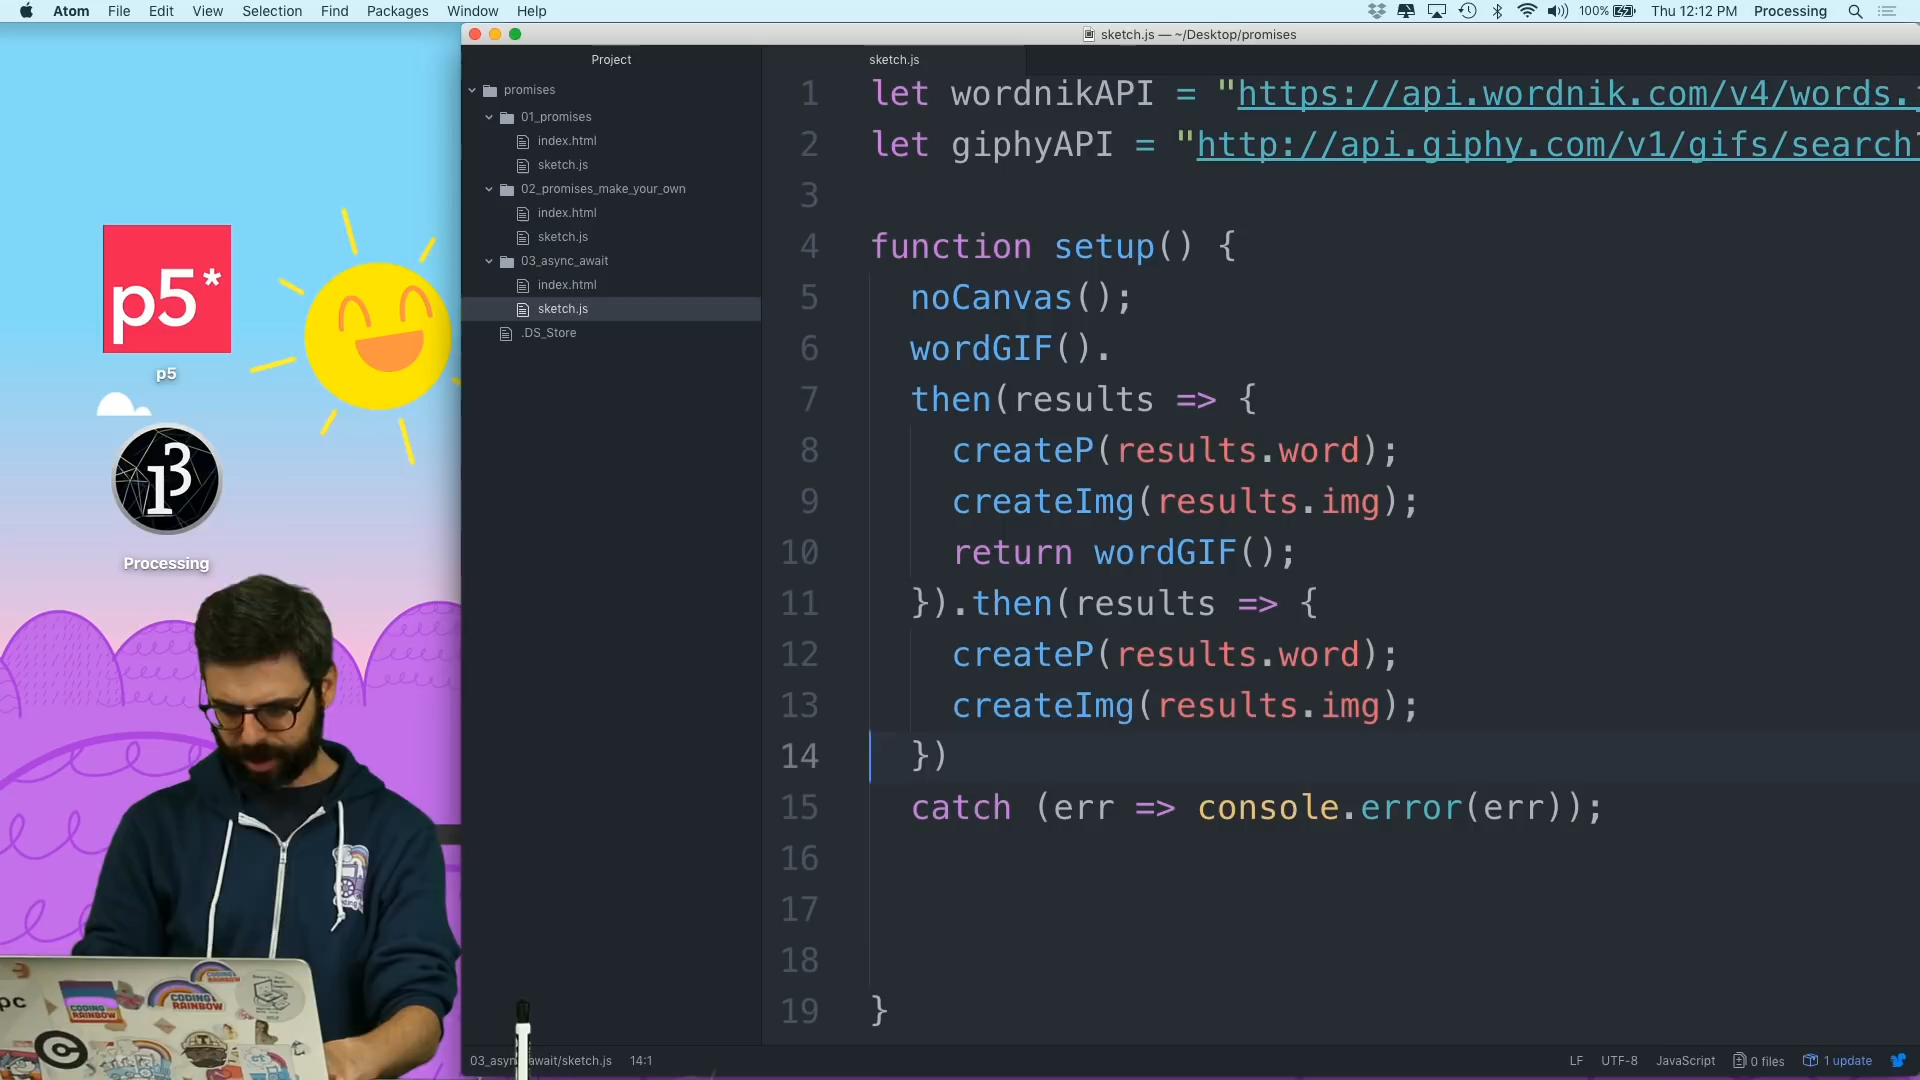 Atom File Edit View Selection Find Packages Window Help
100% Thu 12:12 PM Processing
sketch.js — ~/Desktop/promises
Project
promises
01_promises
index.html
sketch.js
02_promises_make_your_own
index.html
sketch.js
03_async_await
index.html
sketch.js
.DS_Store
p5*
p5
Processing
sketch.js
1 let wordnikAPI = "https://api.wordnik.com/v4/words.j
2 let giphyAPI = "http://api.giphy.com/v1/gifs/search?
3
4 function setup() {
5 noCanvas();
6 wordGIF().
7 then(results => {
8 createP(results.word);
9 createImg(results.img);
10 return wordGIF();
11 }).then(results => {
12 createP(results.word);
13 createImg(results.img);
14 })
15 catch (err => console.error(err));
16
17
18
19 }
CODING RAINBOW
CODING RAINBOW
03_async_await/sketch.js 14:1
LF UTF-8 JavaScript 0 files 1 update